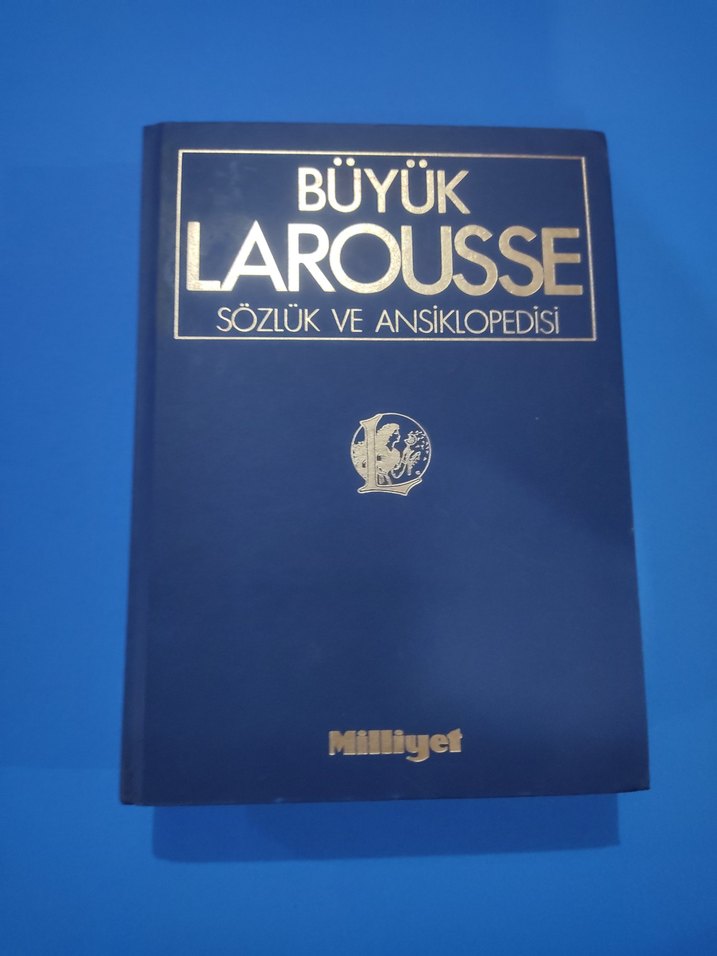 BÜYÜK
LAROUSSE
SÖZLÜK VE ANSİKLOPEDİSİ
L
Milliyet